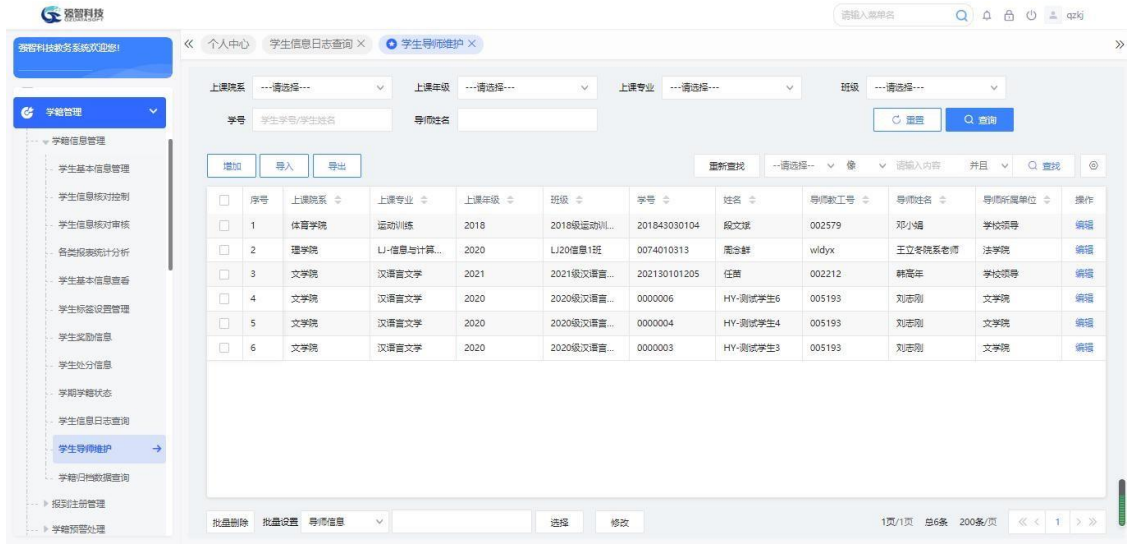 强智科技
请输入菜单名
qzkj
强智科技教务系统欢迎您!
个人中心 学生信息日志查询 学生导师维护
学籍管理
学籍信息管理
学生基本信息管理
学生信息核对控制
学生信息核对审核
各类报表统计分析
学生基本信息查看
学生标签设置管理
学生奖励信息
学生处分信息
学期学籍状态
学生信息日志查询
学生导师维护
学籍归档数据查询
报到注册管理
学籍预警处理
上课院系 ---请选择--- 上课年级 ---请选择--- 上课专业 ---请选择--- 班级 ---请选择---
学号 学生学号/学生姓名 导师姓名 重置 查询
增加 导入 导出 重新查找 --请选择-- 像 请输入内容 并且 查找
序号 上课院系 上课专业 上课年级 班级 学号 姓名 导师教工号 导师姓名 导师所属单位 操作
1 体育学院 运动训练 2018 2018级运动训... 201843030104 段文斌 002579 邓小娟 学校领导 编辑
2 理学院 LJ-信息与计算... 2020 LJ20信息1班 0074010313 周念鲜 wldyx 王立冬院系老师 法学院 编辑
3 文学院 汉语言文学 2021 2021级汉语言... 202130101205 任茜 002212 韩高年 学校领导 编辑
4 文学院 汉语言文学 2020 2020级汉语言... 0000006 HY-测试学生6 005193 刘志刚 文学院 编辑
5 文学院 汉语言文学 2020 2020级汉语言... 0000004 HY-测试学生4 005193 刘志刚 文学院 编辑
6 文学院 汉语言文学 2020 2020级汉语言... 0000003 HY-测试学生3 005193 刘志刚 文学院 编辑
批量删除 批量设置 导师信息 选择 修改 1页/1页 总6条 200条/页 1